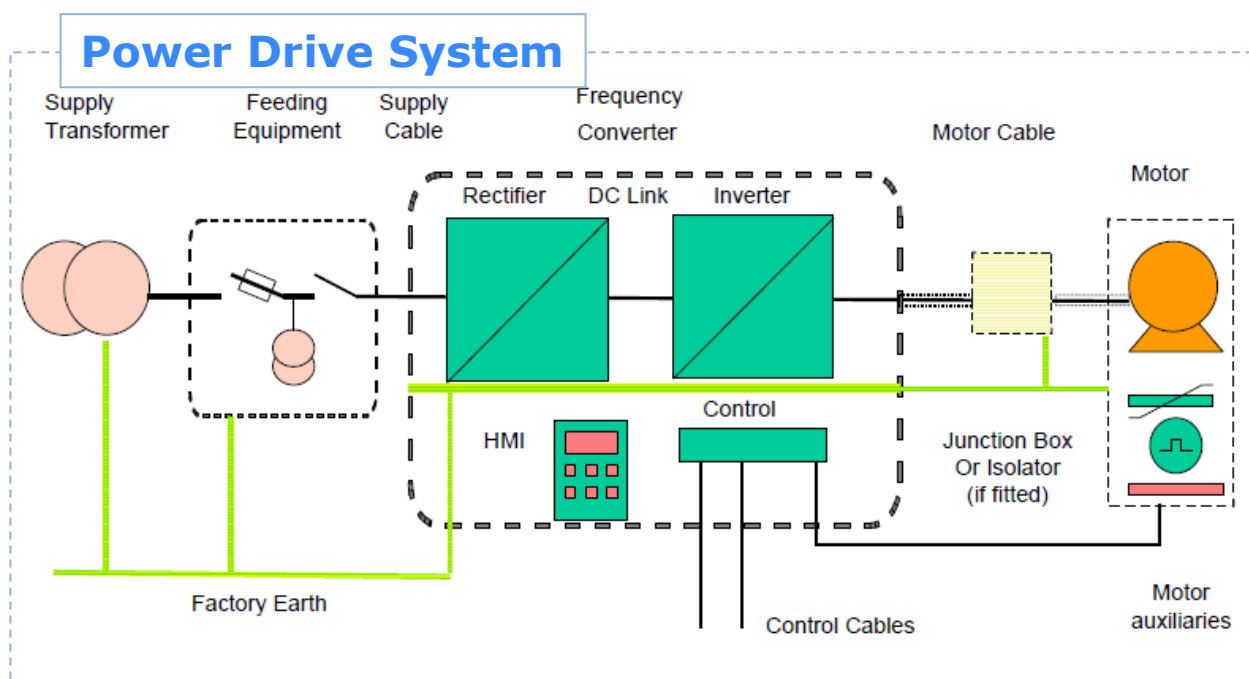 Power Drive System
Supply
Transformer
Feeding
Equipment
Supply
Cable
Frequency
Converter
Motor Cable
Motor
Rectifier
DC Link
Inverter
HMI
Control
Junction Box
Or Isolator
(if fitted)
Factory Earth
Control Cables
Motor
auxiliaries